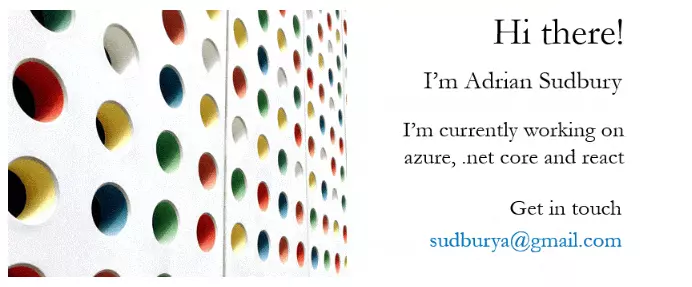 Hi there!
I'm Adrian Sudbury
I'm currently working on
azure, .net core and react
Get in touch
sudburya@gmail.com